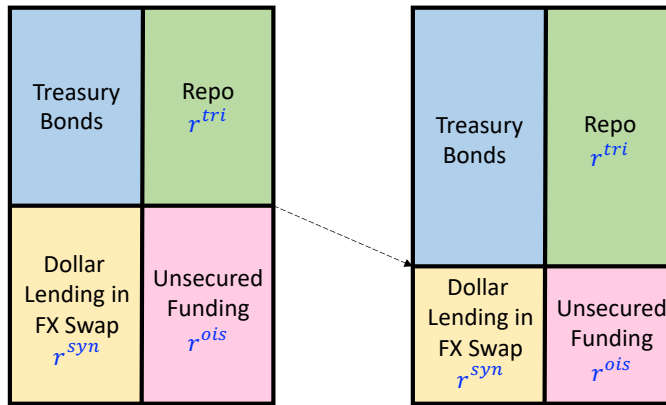 Treasury
Bonds
Repo
r^{tri}
Dollar
Lending in
FX Swap
r^{syn}
Unsecured
Funding
r^{ois}
Treasury
Bonds
Repo
r^{tri}
Dollar
Lending in
FX Swap
r^{syn}
Unsecured
Funding
r^{ois}